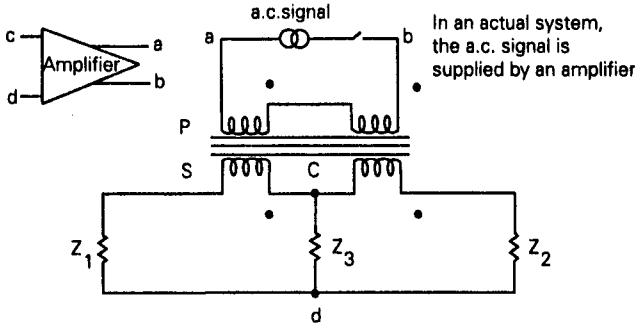 a.c.signal
In an actual system,
the a.c. signal is
supplied by an amplifier
c
a
a
b
Amplifier
d
b
P
S
C
Z1
Z3
Z2
d